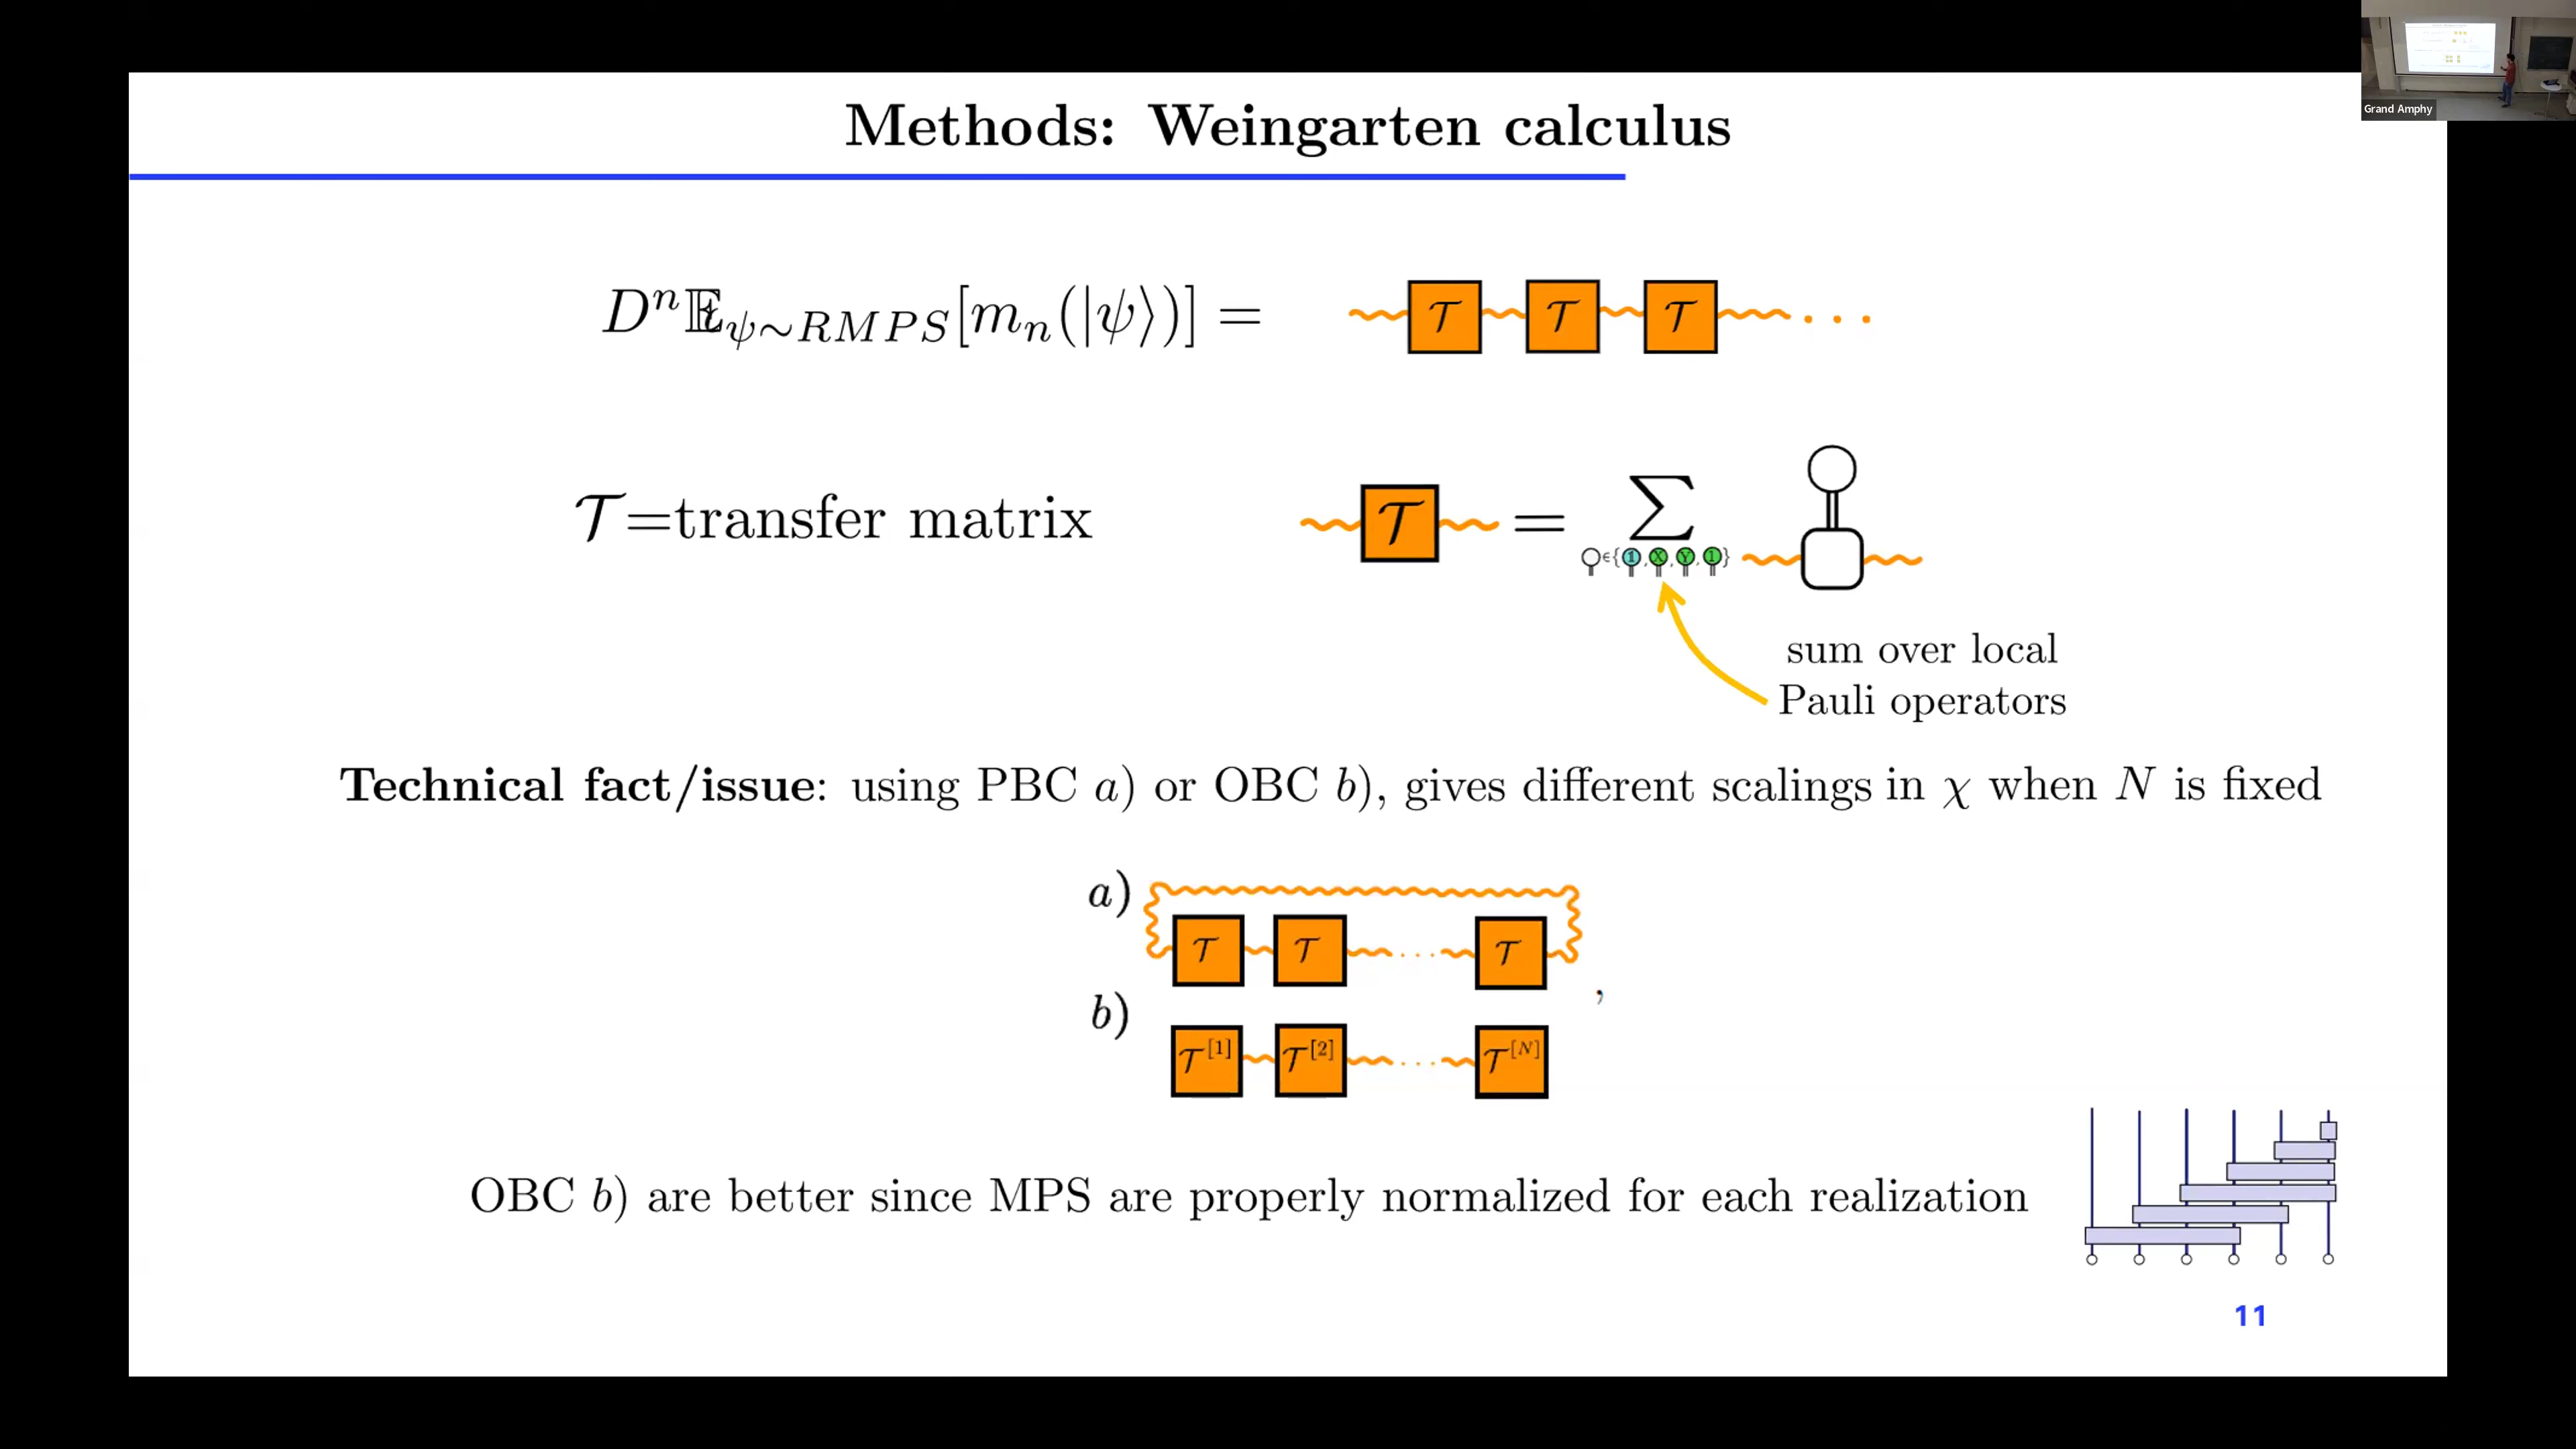 Grand Amphy
Methods: Weingarten calculus
Dⁿ𝔼_{ψ∼RMPS}[mₙ(|ψ⟩)] = 𝒯 𝒯 𝒯 ...
𝒯=transfer matrix
𝒯 = ∑
○∈{1,X,Y,1}
sum over local
Pauli operators
Technical fact/issue: using PBC a) or OBC b), gives different scalings in χ when N is fixed
a)
𝒯 𝒯 ... 𝒯
,
b)
𝒯^[1] 𝒯^[2] ... 𝒯^[N]
OBC b) are better since MPS are properly normalized for each realization
11